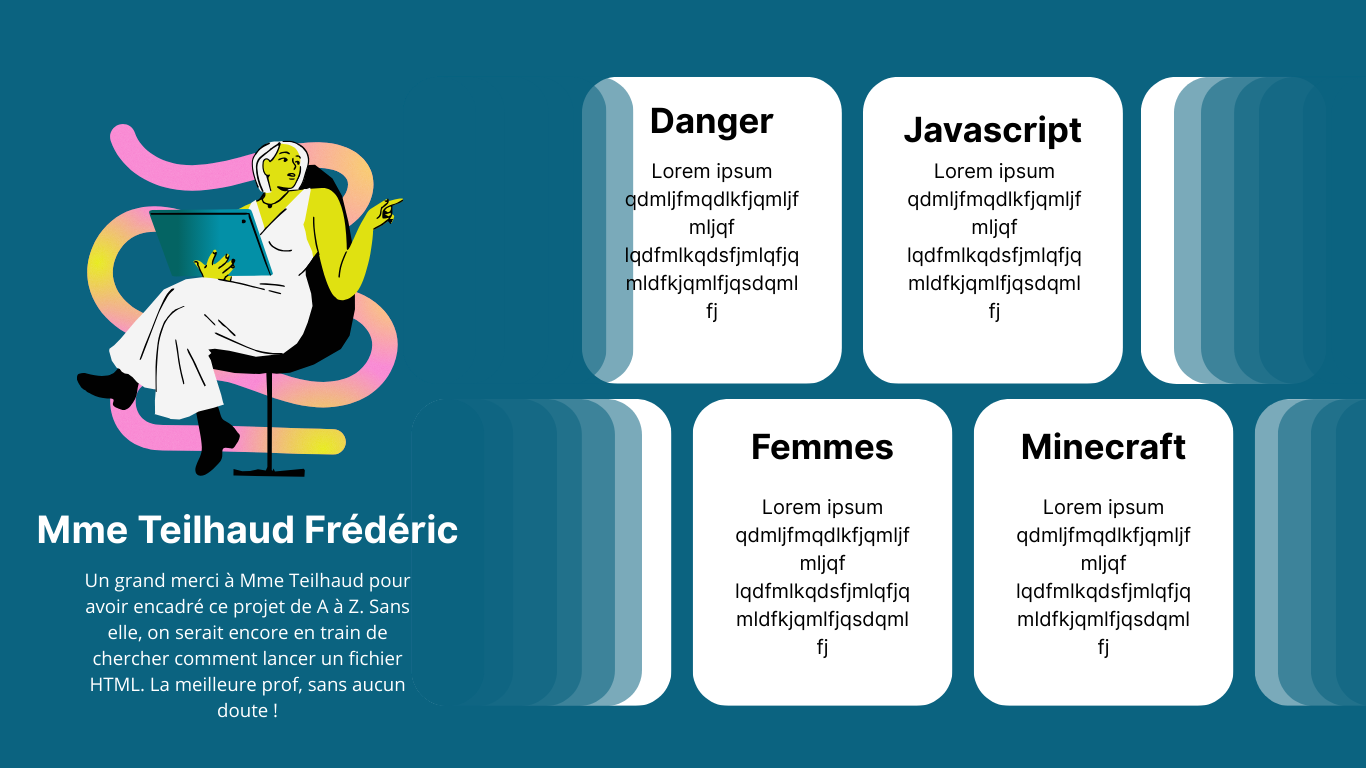 Danger
Lorem ipsum
qdmljfmqdlkfjqmljf
mljqf
lqdfmlkqdsfjmlqfjq
mldfkjqmlfjqsdqml
fj
Javascript
Lorem ipsum
qdmljfmqdlkfjqmljf
mljqf
lqdfmlkqdsfjmlqfjq
mldfkjqmlfjqsdqml
fj
Femmes
Lorem ipsum
qdmljfmqdlkfjqmljf
mljqf
lqdfmlkqdsfjmlqfjq
mldfkjqmlfjqsdqml
fj
Minecraft
Lorem ipsum
qdmljfmqdlkfjqmljf
mljqf
lqdfmlkqdsfjmlqfjq
mldfkjqmlfjqsdqml
fj
Mme Teilhaud Frédéric
Un grand merci à Mme Teilhaud pour
avoir encadré ce projet de A à Z. Sans
elle, on serait encore en train de
chercher comment lancer un fichier
HTML. La meilleure prof, sans aucun
doute !